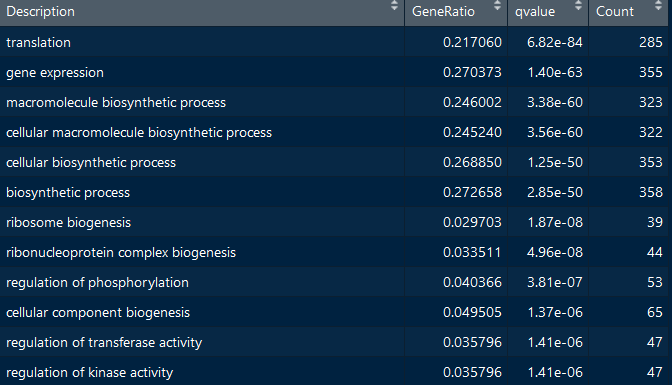 Description GeneRatio qvalue Count
translation 0.217060 6.82e-84 285
gene expression 0.270373 1.40e-63 355
macromolecule biosynthetic process 0.246002 3.38e-60 323
cellular macromolecule biosynthetic process 0.245240 3.56e-60 322
cellular biosynthetic process 0.268850 1.25e-50 353
biosynthetic process 0.272658 2.85e-50 358
ribosome biogenesis 0.029703 1.87e-08 39
ribonucleoprotein complex biogenesis 0.033511 4.96e-08 44
regulation of phosphorylation 0.040366 3.81e-07 53
cellular component biogenesis 0.049505 1.37e-06 65
regulation of transferase activity 0.035796 1.41e-06 47
regulation of kinase activity 0.035796 1.41e-06 47